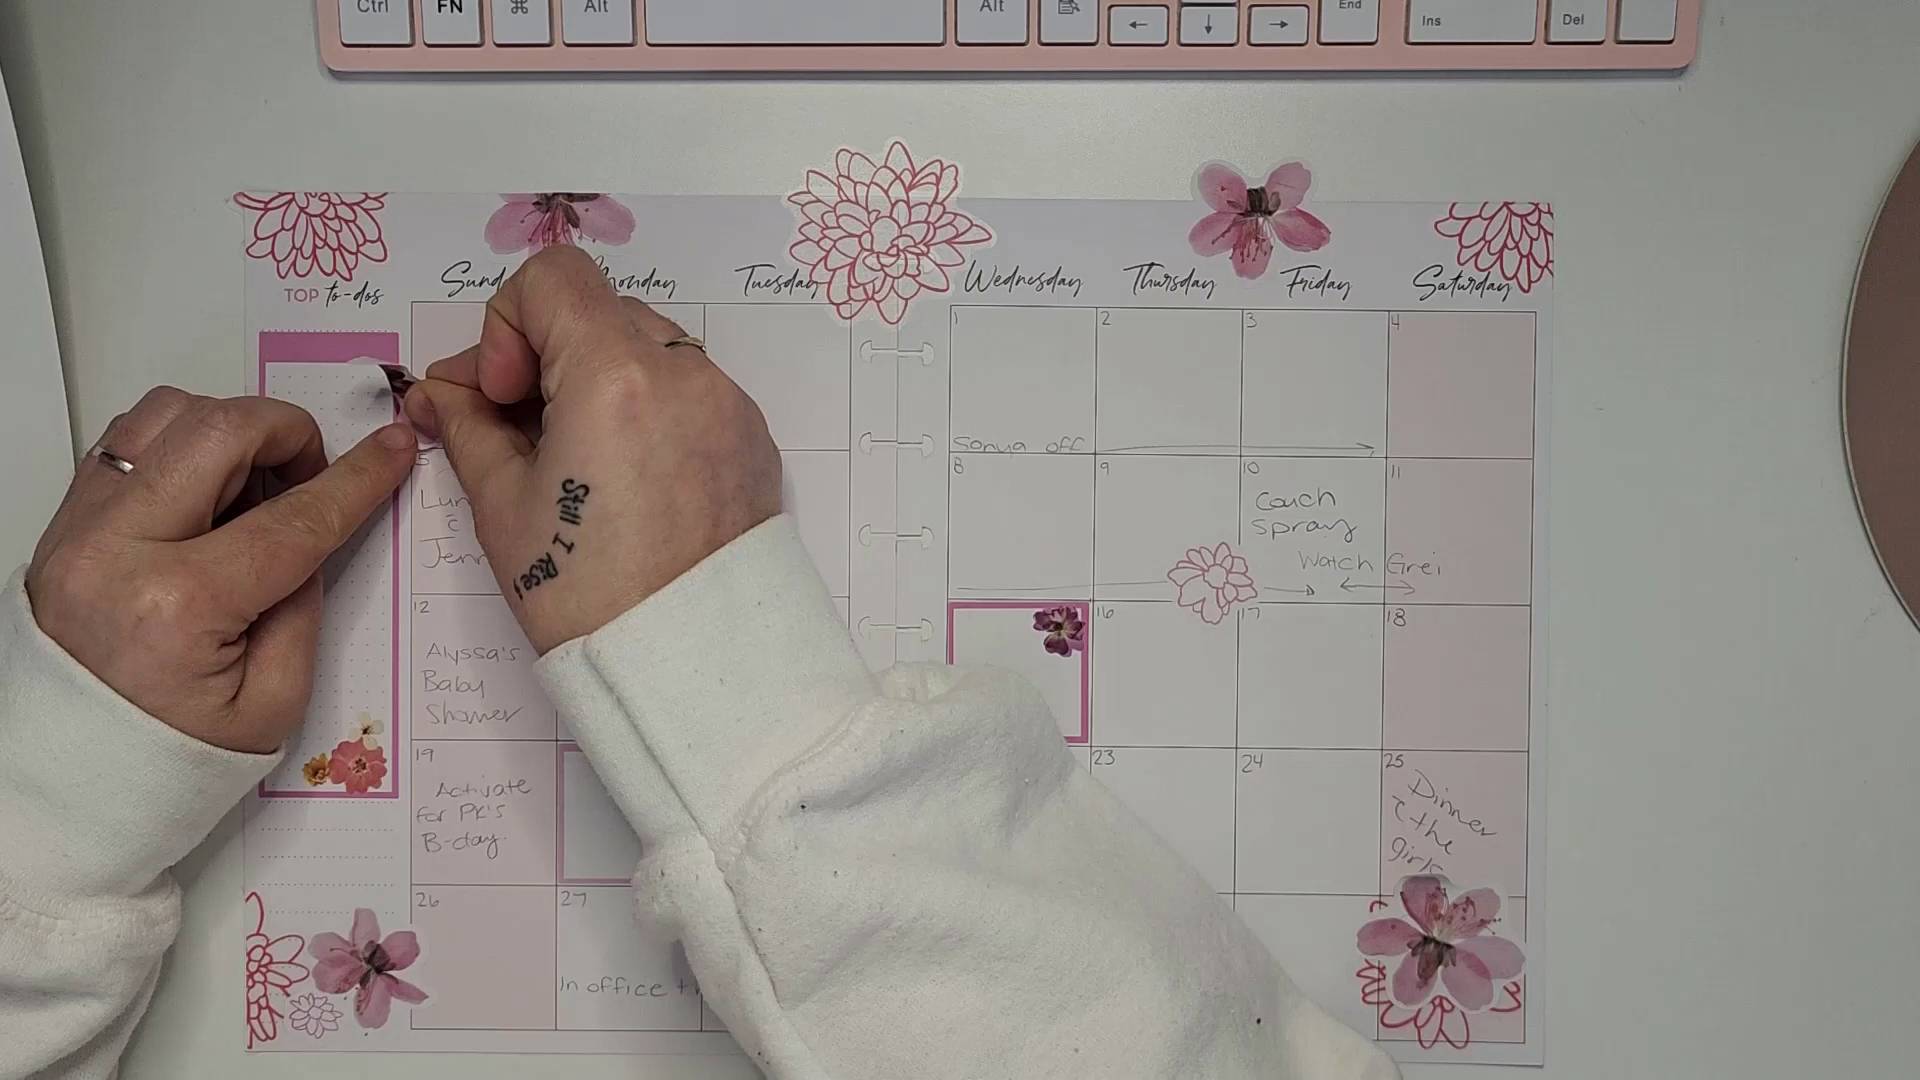 Ctrl FN ⌘ Alt Alt ← ↓ → End Ins Del
TOP to-dos
Monday Tuesday Wednesday Thursday Friday Saturday
1 2 3 4
Sonya off
5
8 9 10 11
Couch
spray
Watch Grei
12
Alyssa's
Baby
Shower
16 17 18
19
Activate
for PK's
B-day.
23 24 25
Dinner
c̄ the
26 27
In office
Still I Rise,